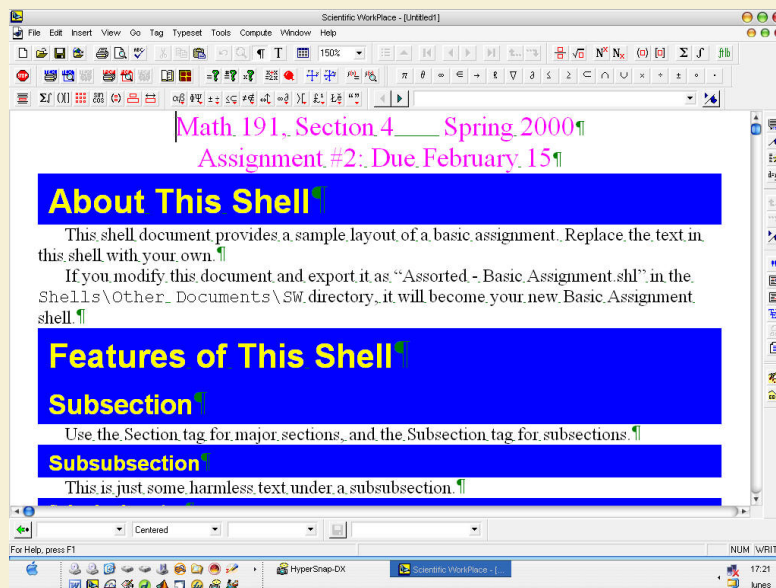 Scientific WorkPlace - [Untitled1]
File Edit Insert View Go Tag Typeset Tools Compute Window Help
150%
Math 191, Section 4___ Spring 2000¶
Assignment #2: Due February 15¶
About This Shell¶
This shell document provides a sample layout of a basic assignment. Replace the text in
this shell with your own.¶
If you modify this document and export it as “Assorted - Basic Assignment.shl” in the
Shells\Other_Documents\SW directory, it will become your new Basic Assignment
shell.¶
Features of This Shell¶
Subsection¶
Use the Section tag for major sections, and the Subsection tag for subsections.¶
Subsubsection¶
This is just some harmless text under a subsubsection.¶
Centered
For Help, press F1
NUM WRIT
HyperSnap-DX
Scientific WorkPlace - [...
17:21
lunes